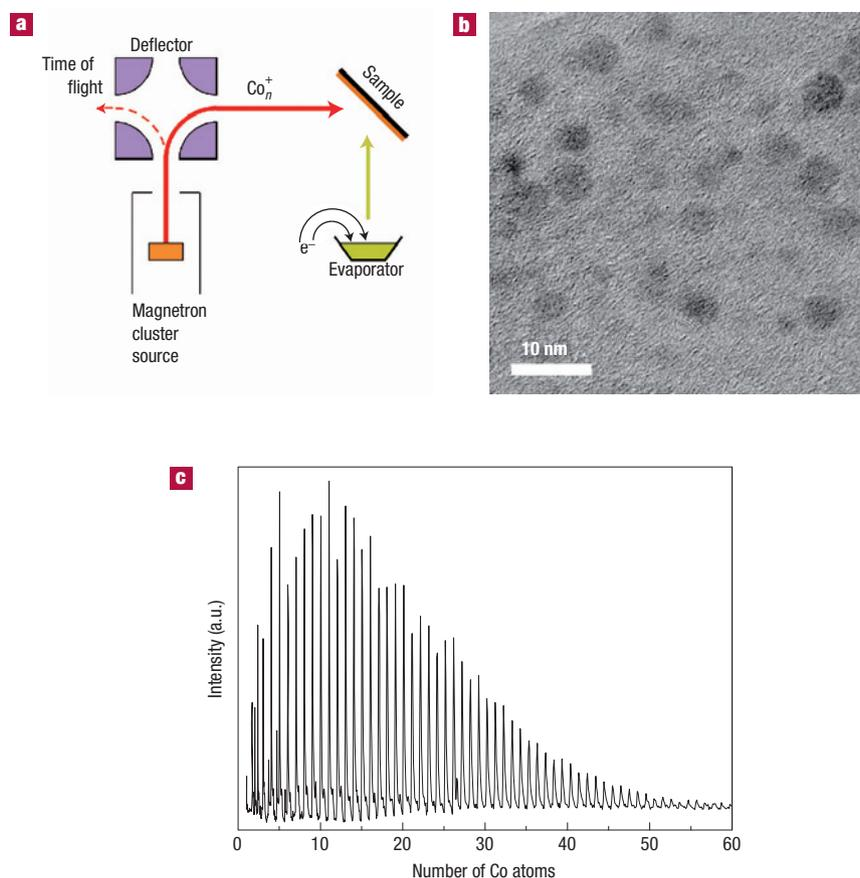 a
Deflector
Time of
flight
Co⁺ₙ
Sample
e⁻
Evaporator
Magnetron
cluster
source
b
10 nm
c
Intensity (a.u.)
0 10 20 30 40 50 60
Number of Co atoms